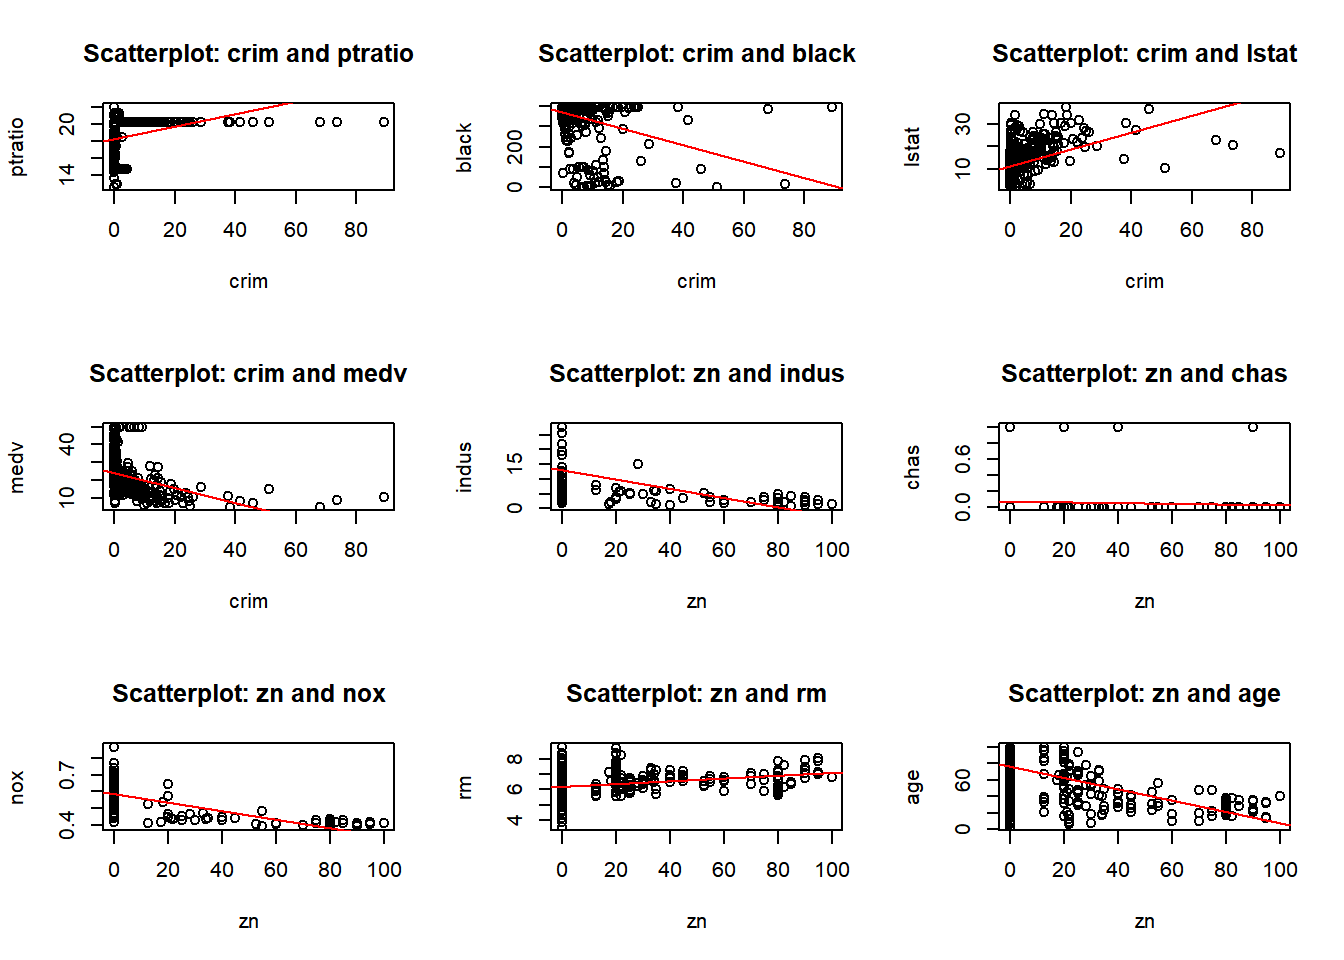 Scatterplot: crim and ptratio
ptratio
20
14
0 20 40 60 80
crim
Scatterplot: crim and black
black
200
0
0 20 40 60 80
crim
Scatterplot: crim and lstat
lstat
30
10
0 20 40 60 80
crim
Scatterplot: crim and medv
medv
40
10
0 20 40 60 80
crim
Scatterplot: zn and indus
indus
15
0
0 20 40 60 80 100
zn
Scatterplot: zn and chas
chas
0.6
0.0
0 20 40 60 80 100
zn
Scatterplot: zn and nox
nox
0.7
0.4
0 20 40 60 80 100
zn
Scatterplot: zn and rm
rm
8
6
4
0 20 40 60 80 100
zn
Scatterplot: zn and age
age
60
0
0 20 40 60 80 100
zn